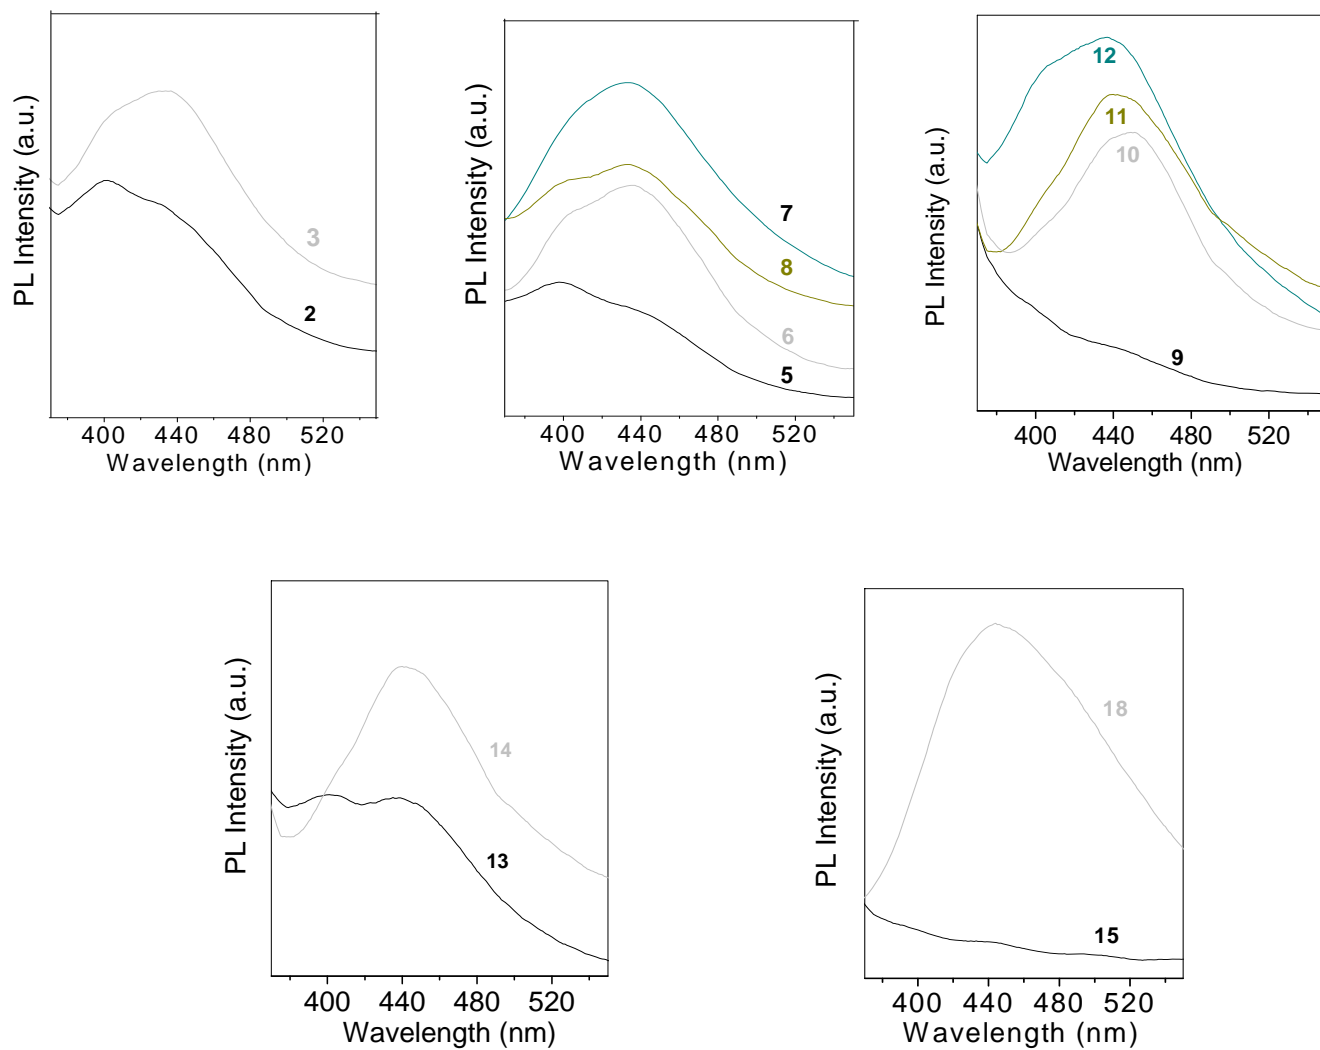 PL Intensity (a.u.)
3
2
400 440 480 520
Wavelength (nm)
PL Intensity (a.u.)
7
8
6
5
400 440 480 520
Wavelength (nm)
PL Intensity (a.u.)
12
11
10
9
400 440 480 520
Wavelength (nm)
PL Intensity (a.u.)
14
13
400 440 480 520
Wavelength (nm)
PL Intensity (a.u.)
18
15
400 440 480 520
Wavelength (nm)